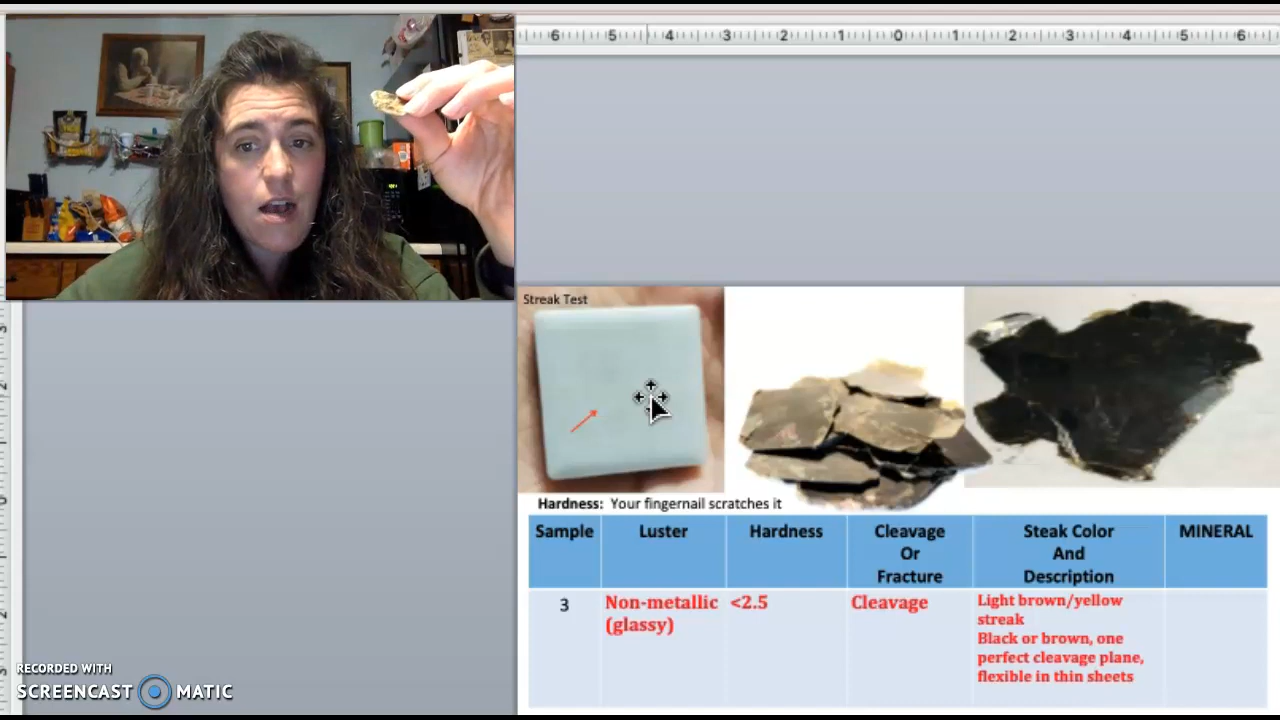 6 5 4 3 2 1 0 1 2 3 4 5 6
Streak Test
Hardness: Your fingernail scratches it
Sample Luster Hardness Cleavage Or Fracture Steak Color And Description MINERAL
3 Non-metallic (glassy) <2.5 Cleavage Light brown/yellow streak
Black or brown, one perfect cleavage plane, flexible in thin sheets
RECORDED WITH
SCREENCAST MATIC